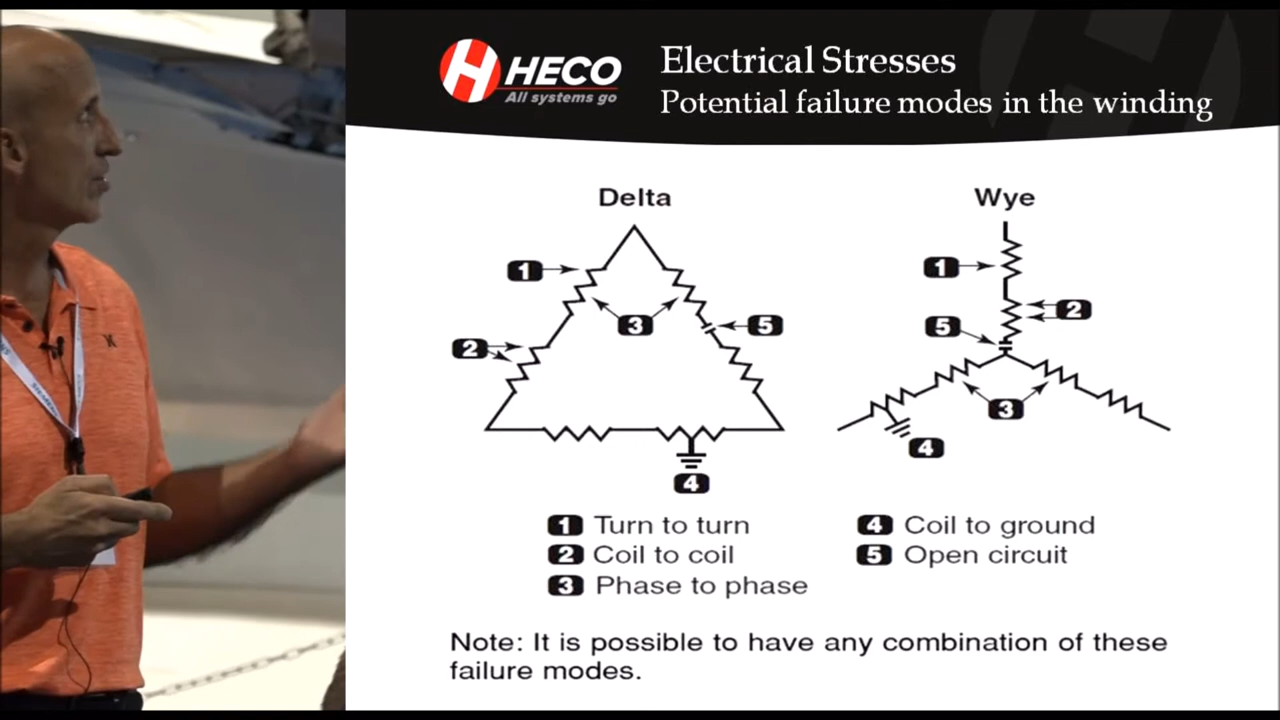 HECO
All systems go
Electrical Stresses
Potential failure modes in the winding
Delta
Wye
1
3
5
2
4
1
2
5
3
4
1 Turn to turn
2 Coil to coil
3 Phase to phase
4 Coil to ground
5 Open circuit
Note: It is possible to have any combination of these
failure modes.